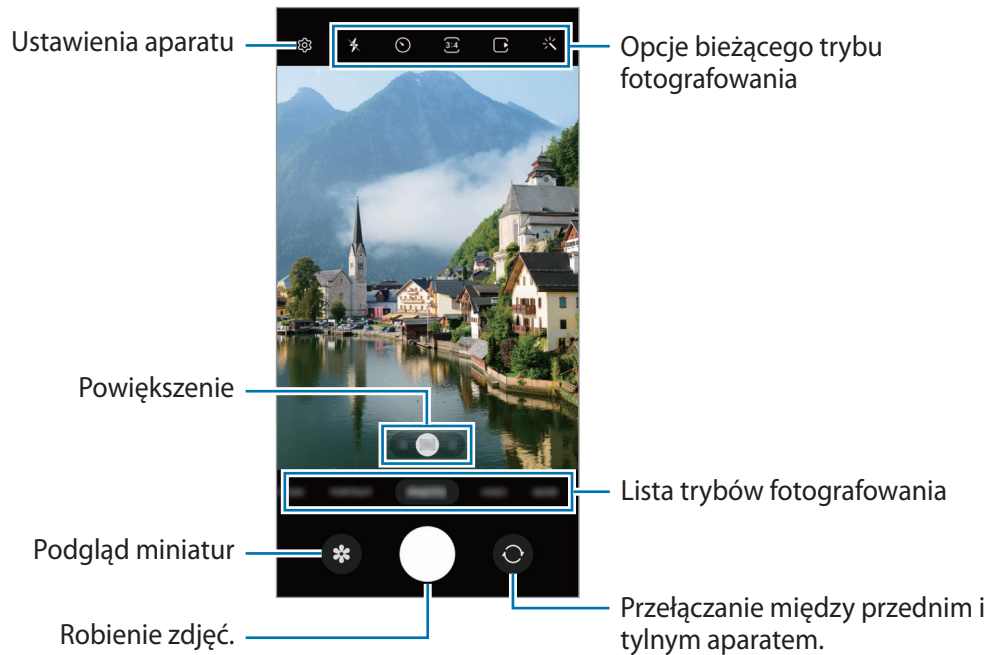 Ustawienia aparatu
3:4
Opcje bieżącego trybu
fotografowania
Powiększenie
Lista trybów fotografowania
Podgląd miniatur
Przełączanie między przednim i
tylnym aparatem.
Robienie zdjęć.